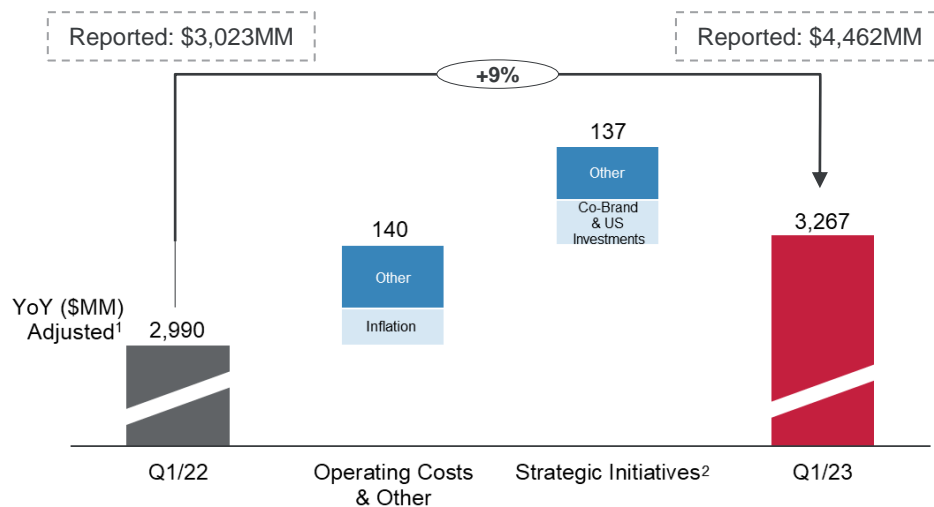 Reported: $3,023MM
Reported: $4,462MM
+9%
137
Other
Co-Brand
& US
Investments
140
Other
Inflation
3,267
YoY ($MM)
Adjusted¹
2,990
Q1/22
Operating Costs
& Other
Strategic Initiatives²
Q1/23